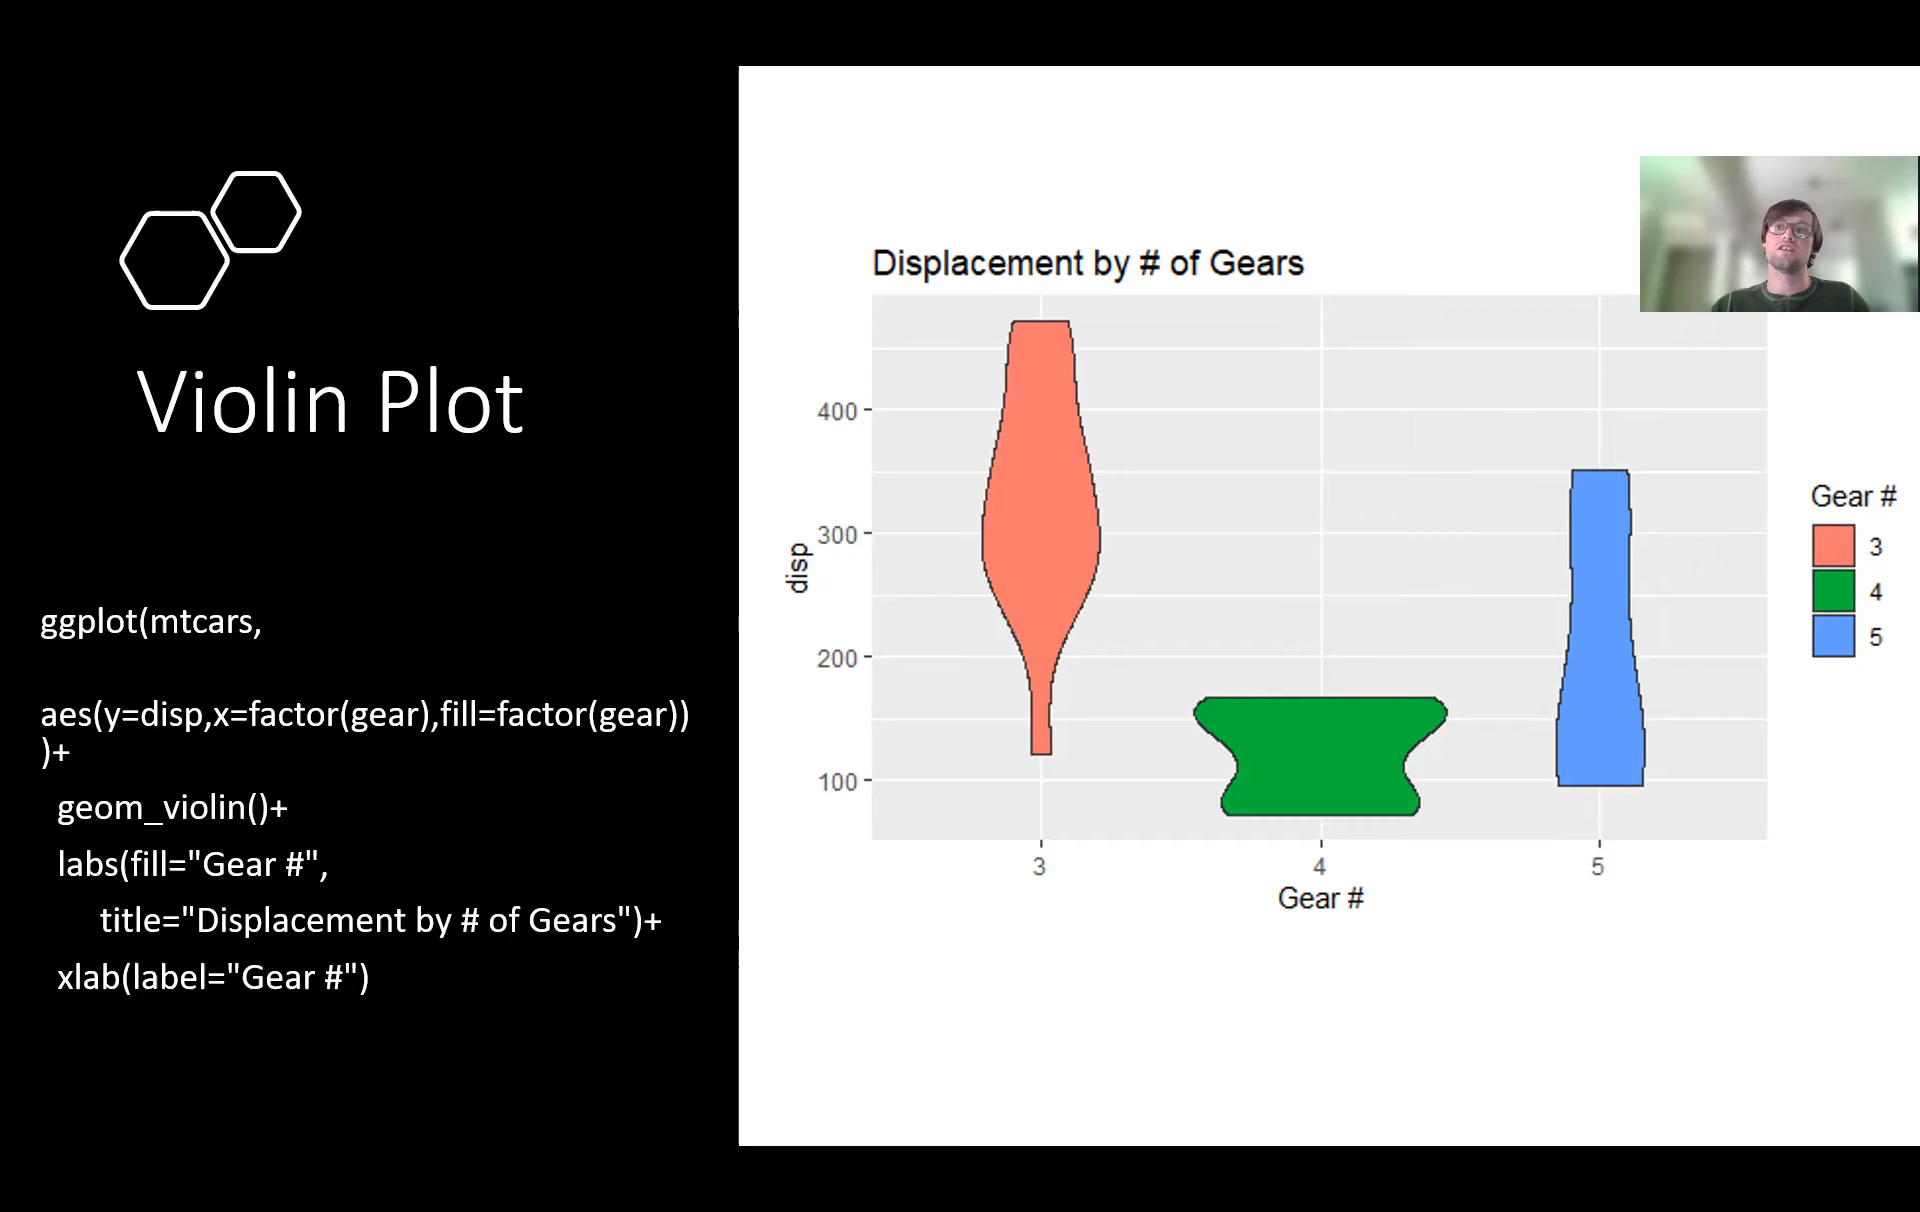 Violin Plot
ggplot(mtcars,
aes(y=disp,x=factor(gear),fill=factor(gear))
)+
geom_violin()+
labs(fill="Gear #",
title="Displacement by # of Gears")+
xlab(label="Gear #")
Displacement by # of Gears
400
300
200
100
disp
3
4
5
Gear #
Gear #
3
4
5